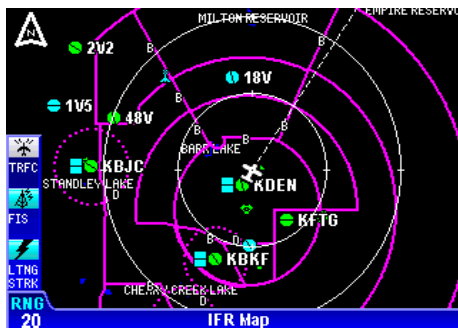 EMPIRE RESERVO
MILTON RESERVOIR
2V2
B
B
18V
1V5
48V
B
B
TRFC
BARR LAKE
KBJC
STANDLEY LAKE
D
KDEN
FIS
KFTG
B
D
KBKF
LTNG
STRK
B
CHERRY CREEK LAKE
D
RNG
20
IFR Map